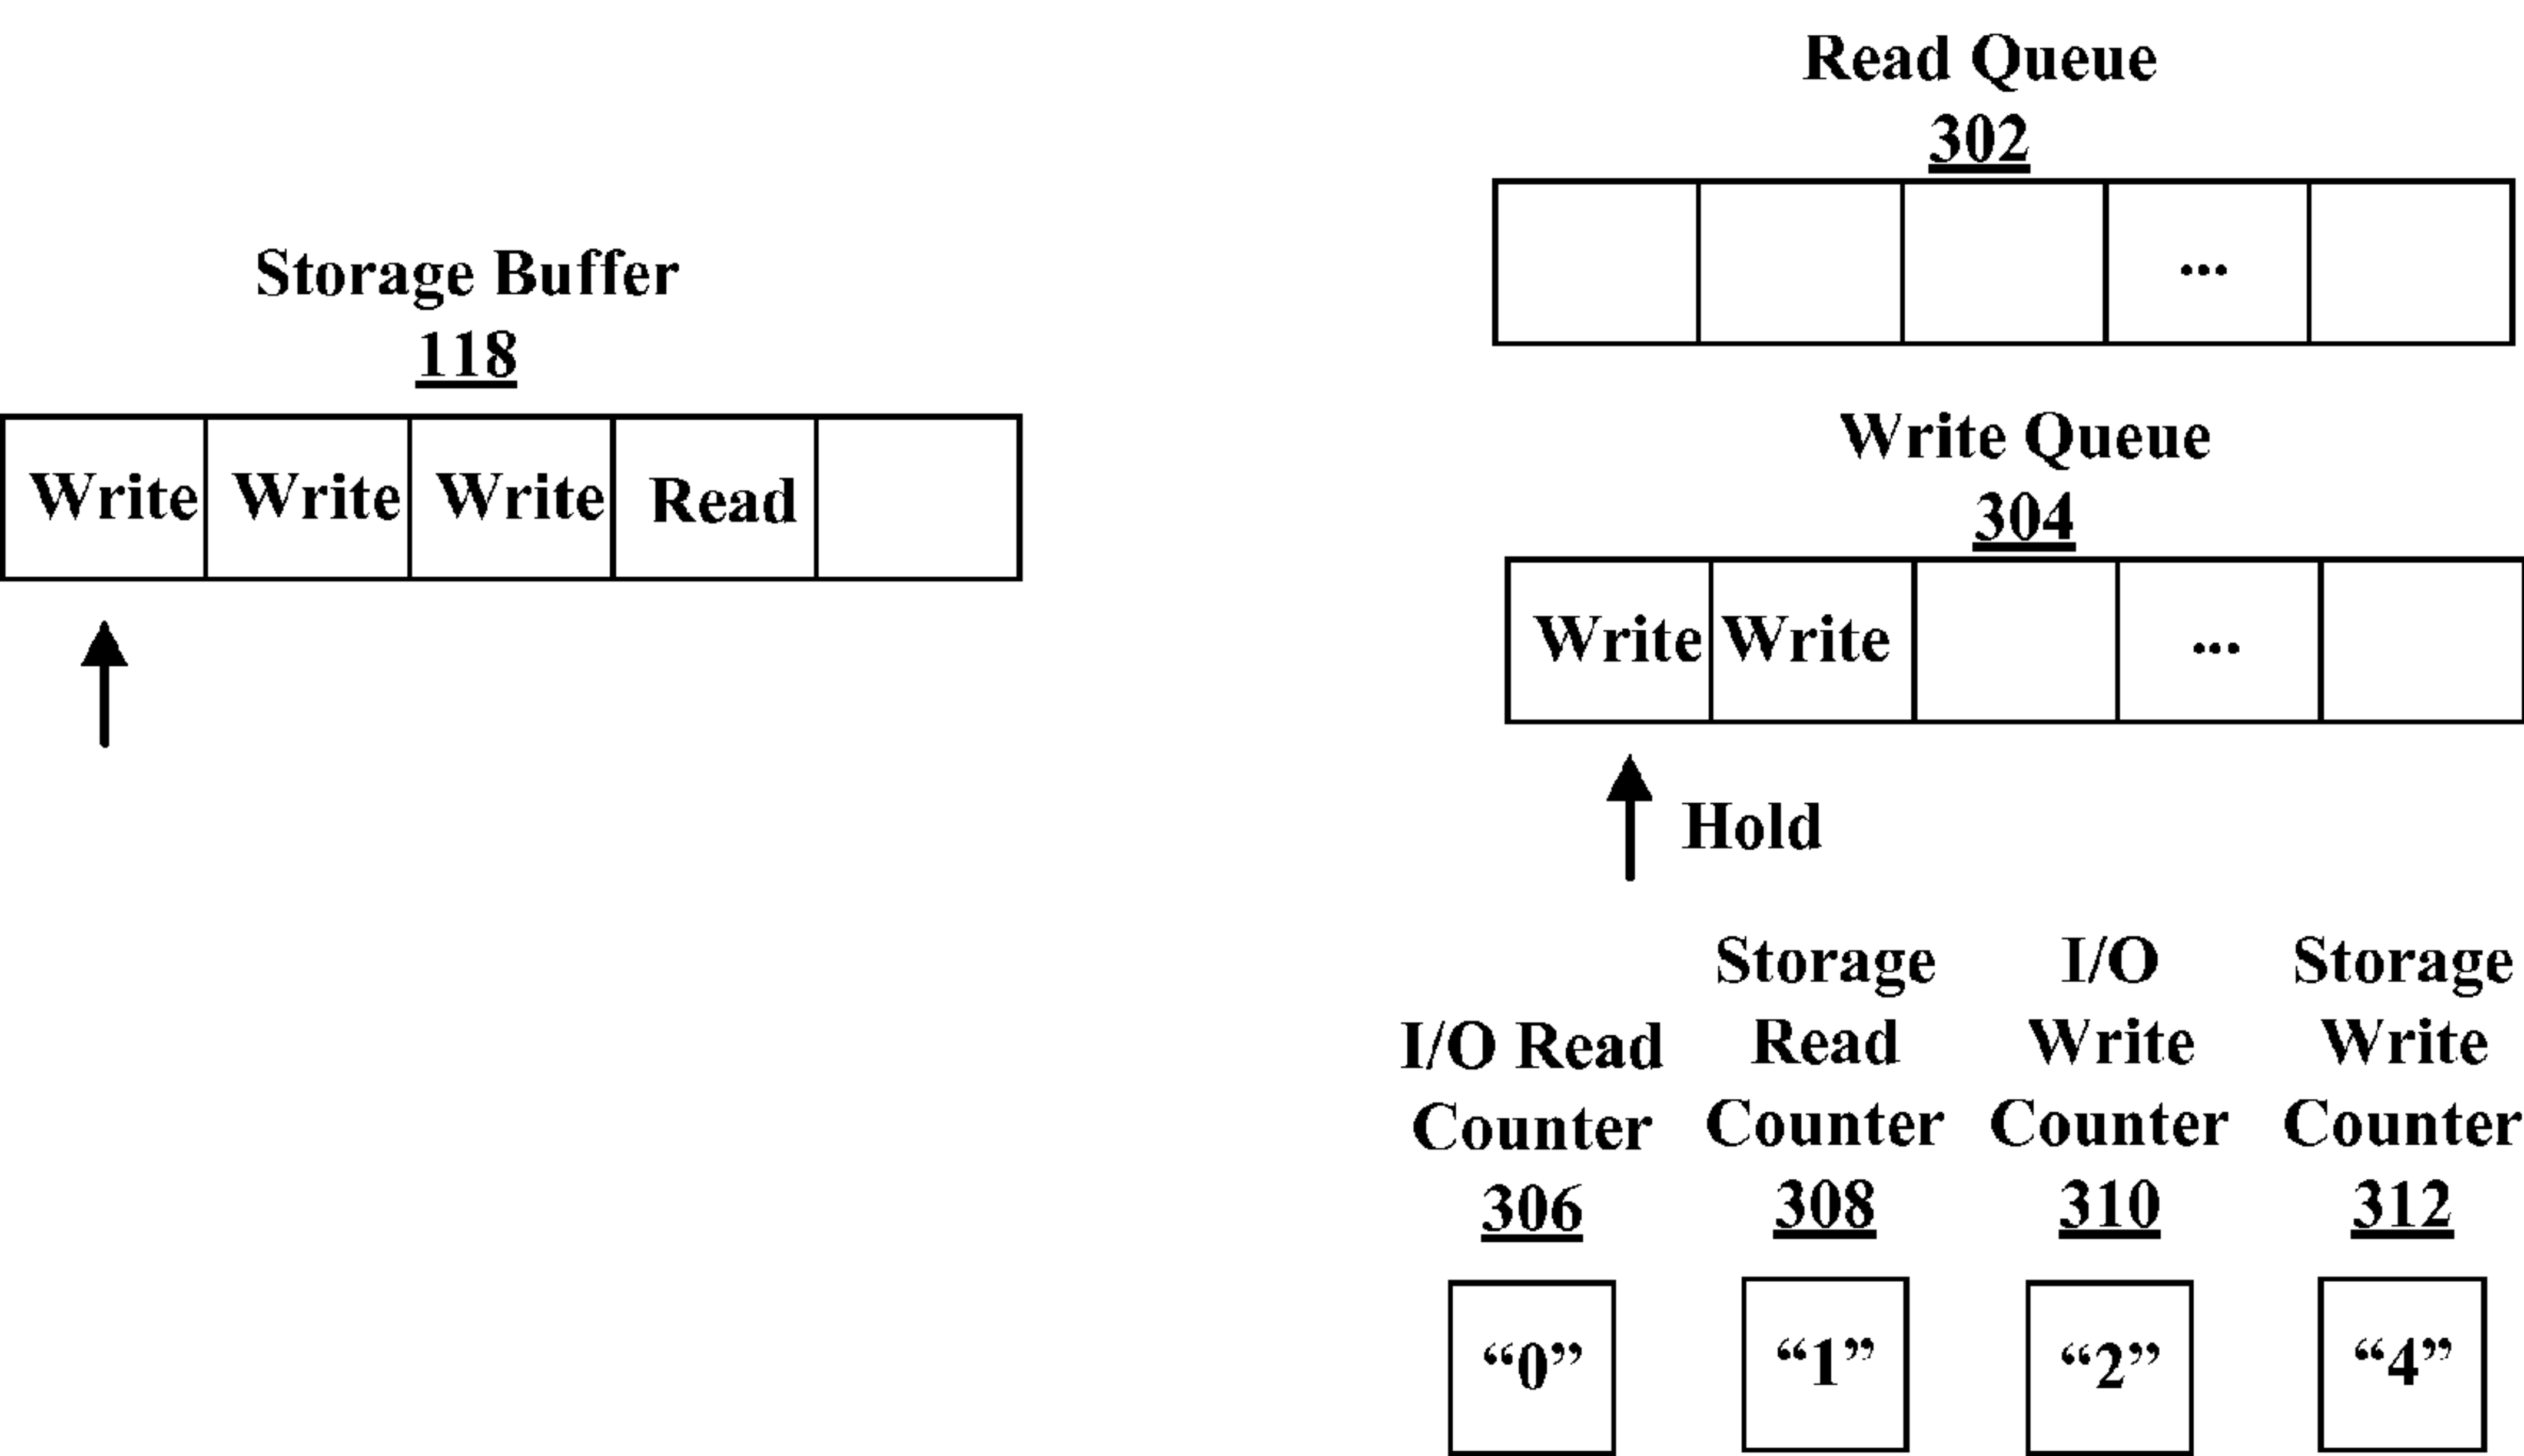 Read Queue
302
...
Storage Buffer
118
Write Write Write Read
Write Queue
304
Write Write ...
Hold
I/O Read
Counter
306
Storage
Read
Counter
308
I/O
Write
Counter
310
Storage
Write
Counter
312
“0” “1” “2” “4”